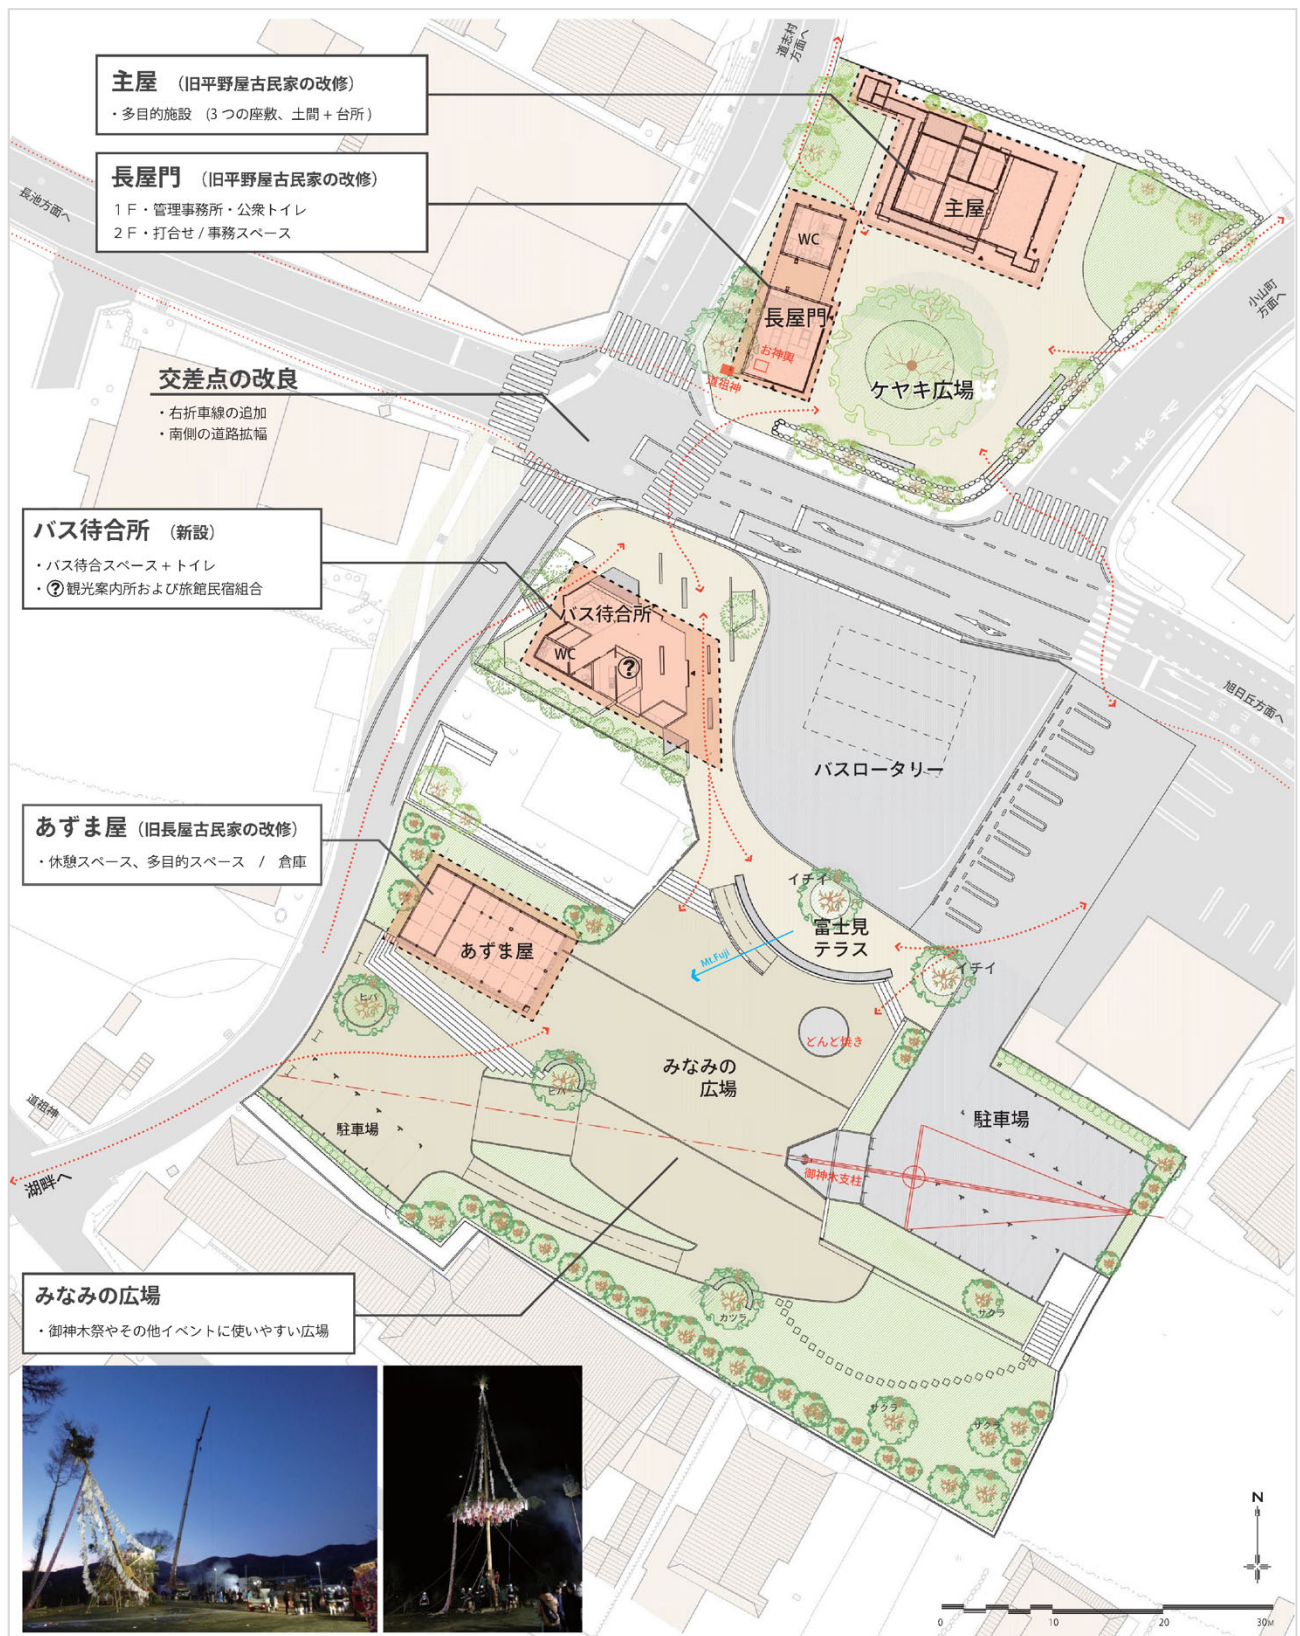 道志村
方面へ
主屋 （旧平野屋古民家の改修）
・多目的施設 （3つの座敷、土間 + 台所）
長屋門 （旧平野屋古民家の改修）
1F・管理事務所・公衆トイレ
2F・打合せ / 事務スペース
長池方面へ
主屋
WC
長屋門
お神輿
道祖神
ケヤキ広場
小山町
方面へ
交差点の改良
・右折車線の追加
・南側の道路拡幅
バス待合所 （新設）
・バス待合スペース + トイレ
・?観光案内所および旅館民宿組合
バス待合所
WC
?
バスロータリー
旭日丘方面へ
あずま屋（旧長屋古民家の改修）
・休憩スペース、多目的スペース / 倉庫
あずま屋
イチイ
富士見
テラス
Mt.Fuji
イチイ
ヒバ
どんど焼き
みなみの
広場
ヒバ
道祖神
駐車場
駐車場
御神木支柱
湖畔へ
みなみの広場
・御神木祭やその他イベントに使いやすい広場
カツラ
サクラ
サクラ
サクラ
N
0 10 20 30M